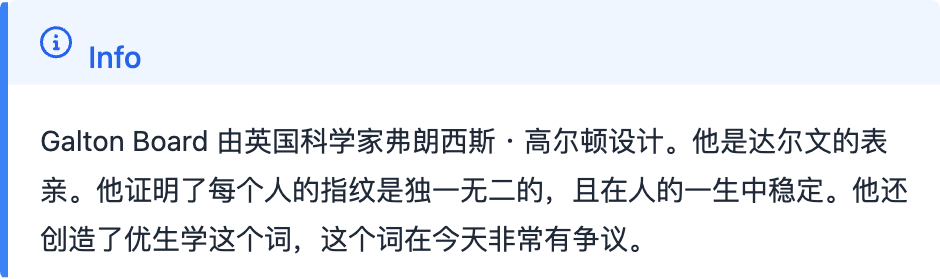 Info
Galton Board 由英国科学家弗朗西斯 · 高尔顿设计。他是达尔文的表
亲。他证明了每个人的指纹是独一无二的，且在人的一生中稳定。他还
创造了优生学这个词，这个词在今天非常有争议。